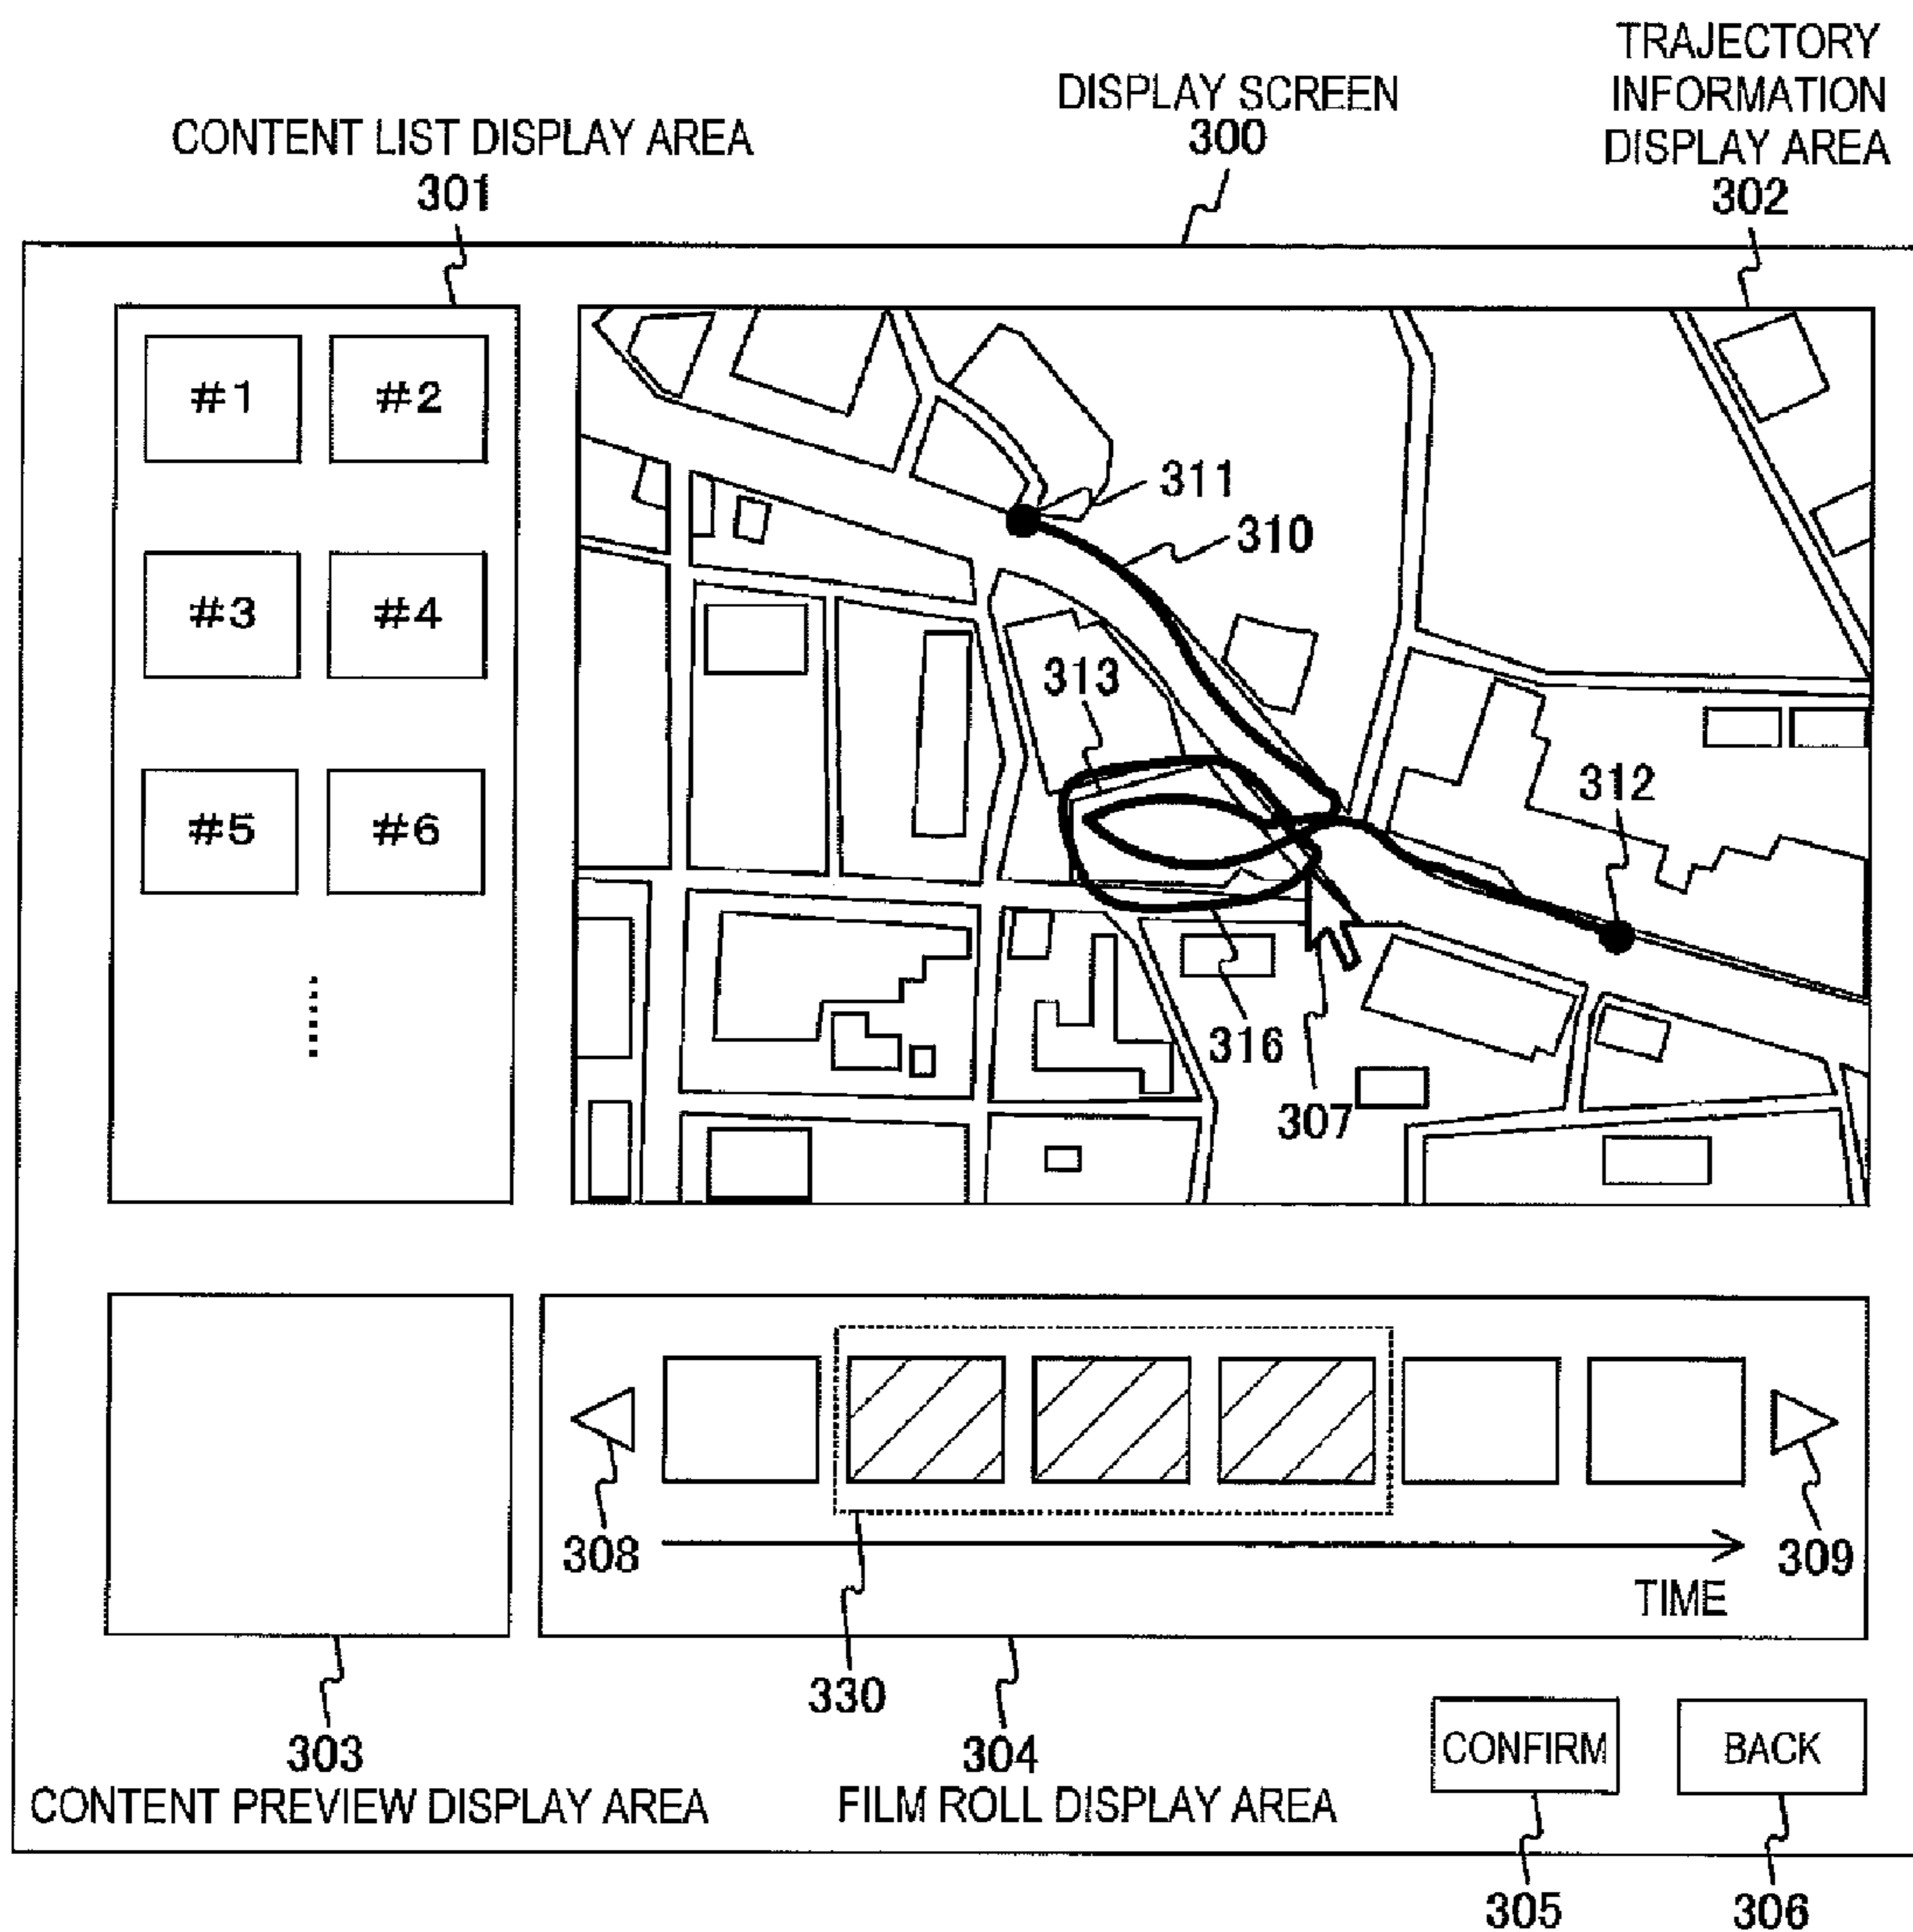 TRAJECTORY
INFORMATION
DISPLAY AREA
302
DISPLAY SCREEN
300
CONTENT LIST DISPLAY AREA
301
#1 #2
#3 #4
#5 #6
311
310
313
312
316
307
308
309
TIME
330
303
CONTENT PREVIEW DISPLAY AREA
304
FILM ROLL DISPLAY AREA
CONFIRM
BACK
305
306